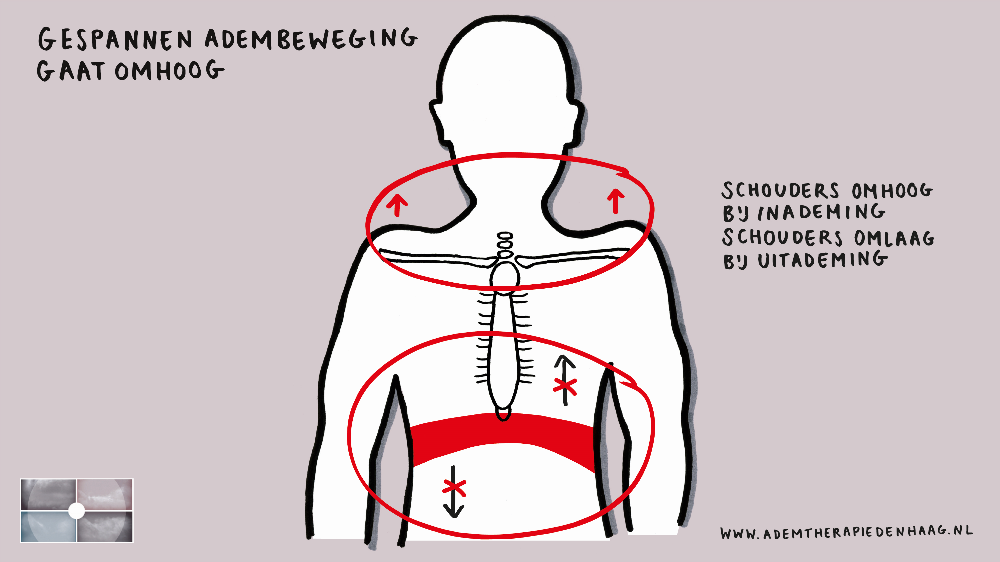 GESPANNEN ADEMBEWEGING
GAAT OMHOOG
SCHOUDERS OMHOOG
BIJ INADEMING
SCHOUDERS OMLAAG
BIJ UITADEMING
WWW.ADEMTHERAPIEDENHAAG.NL